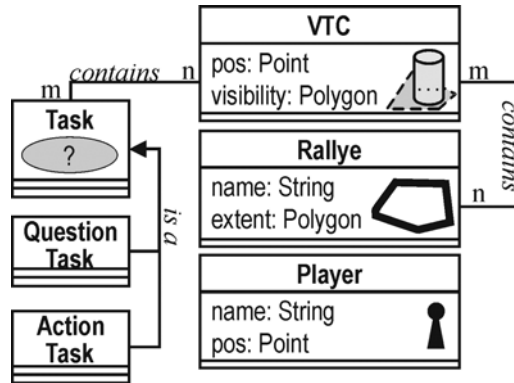 VTC
pos: Point
visibility: Polygon
m contains n
m
contains
n
Task
?
Rallye
name: String
extent: Polygon
is a
Question
Task
Player
name: String
pos: Point
Action
Task